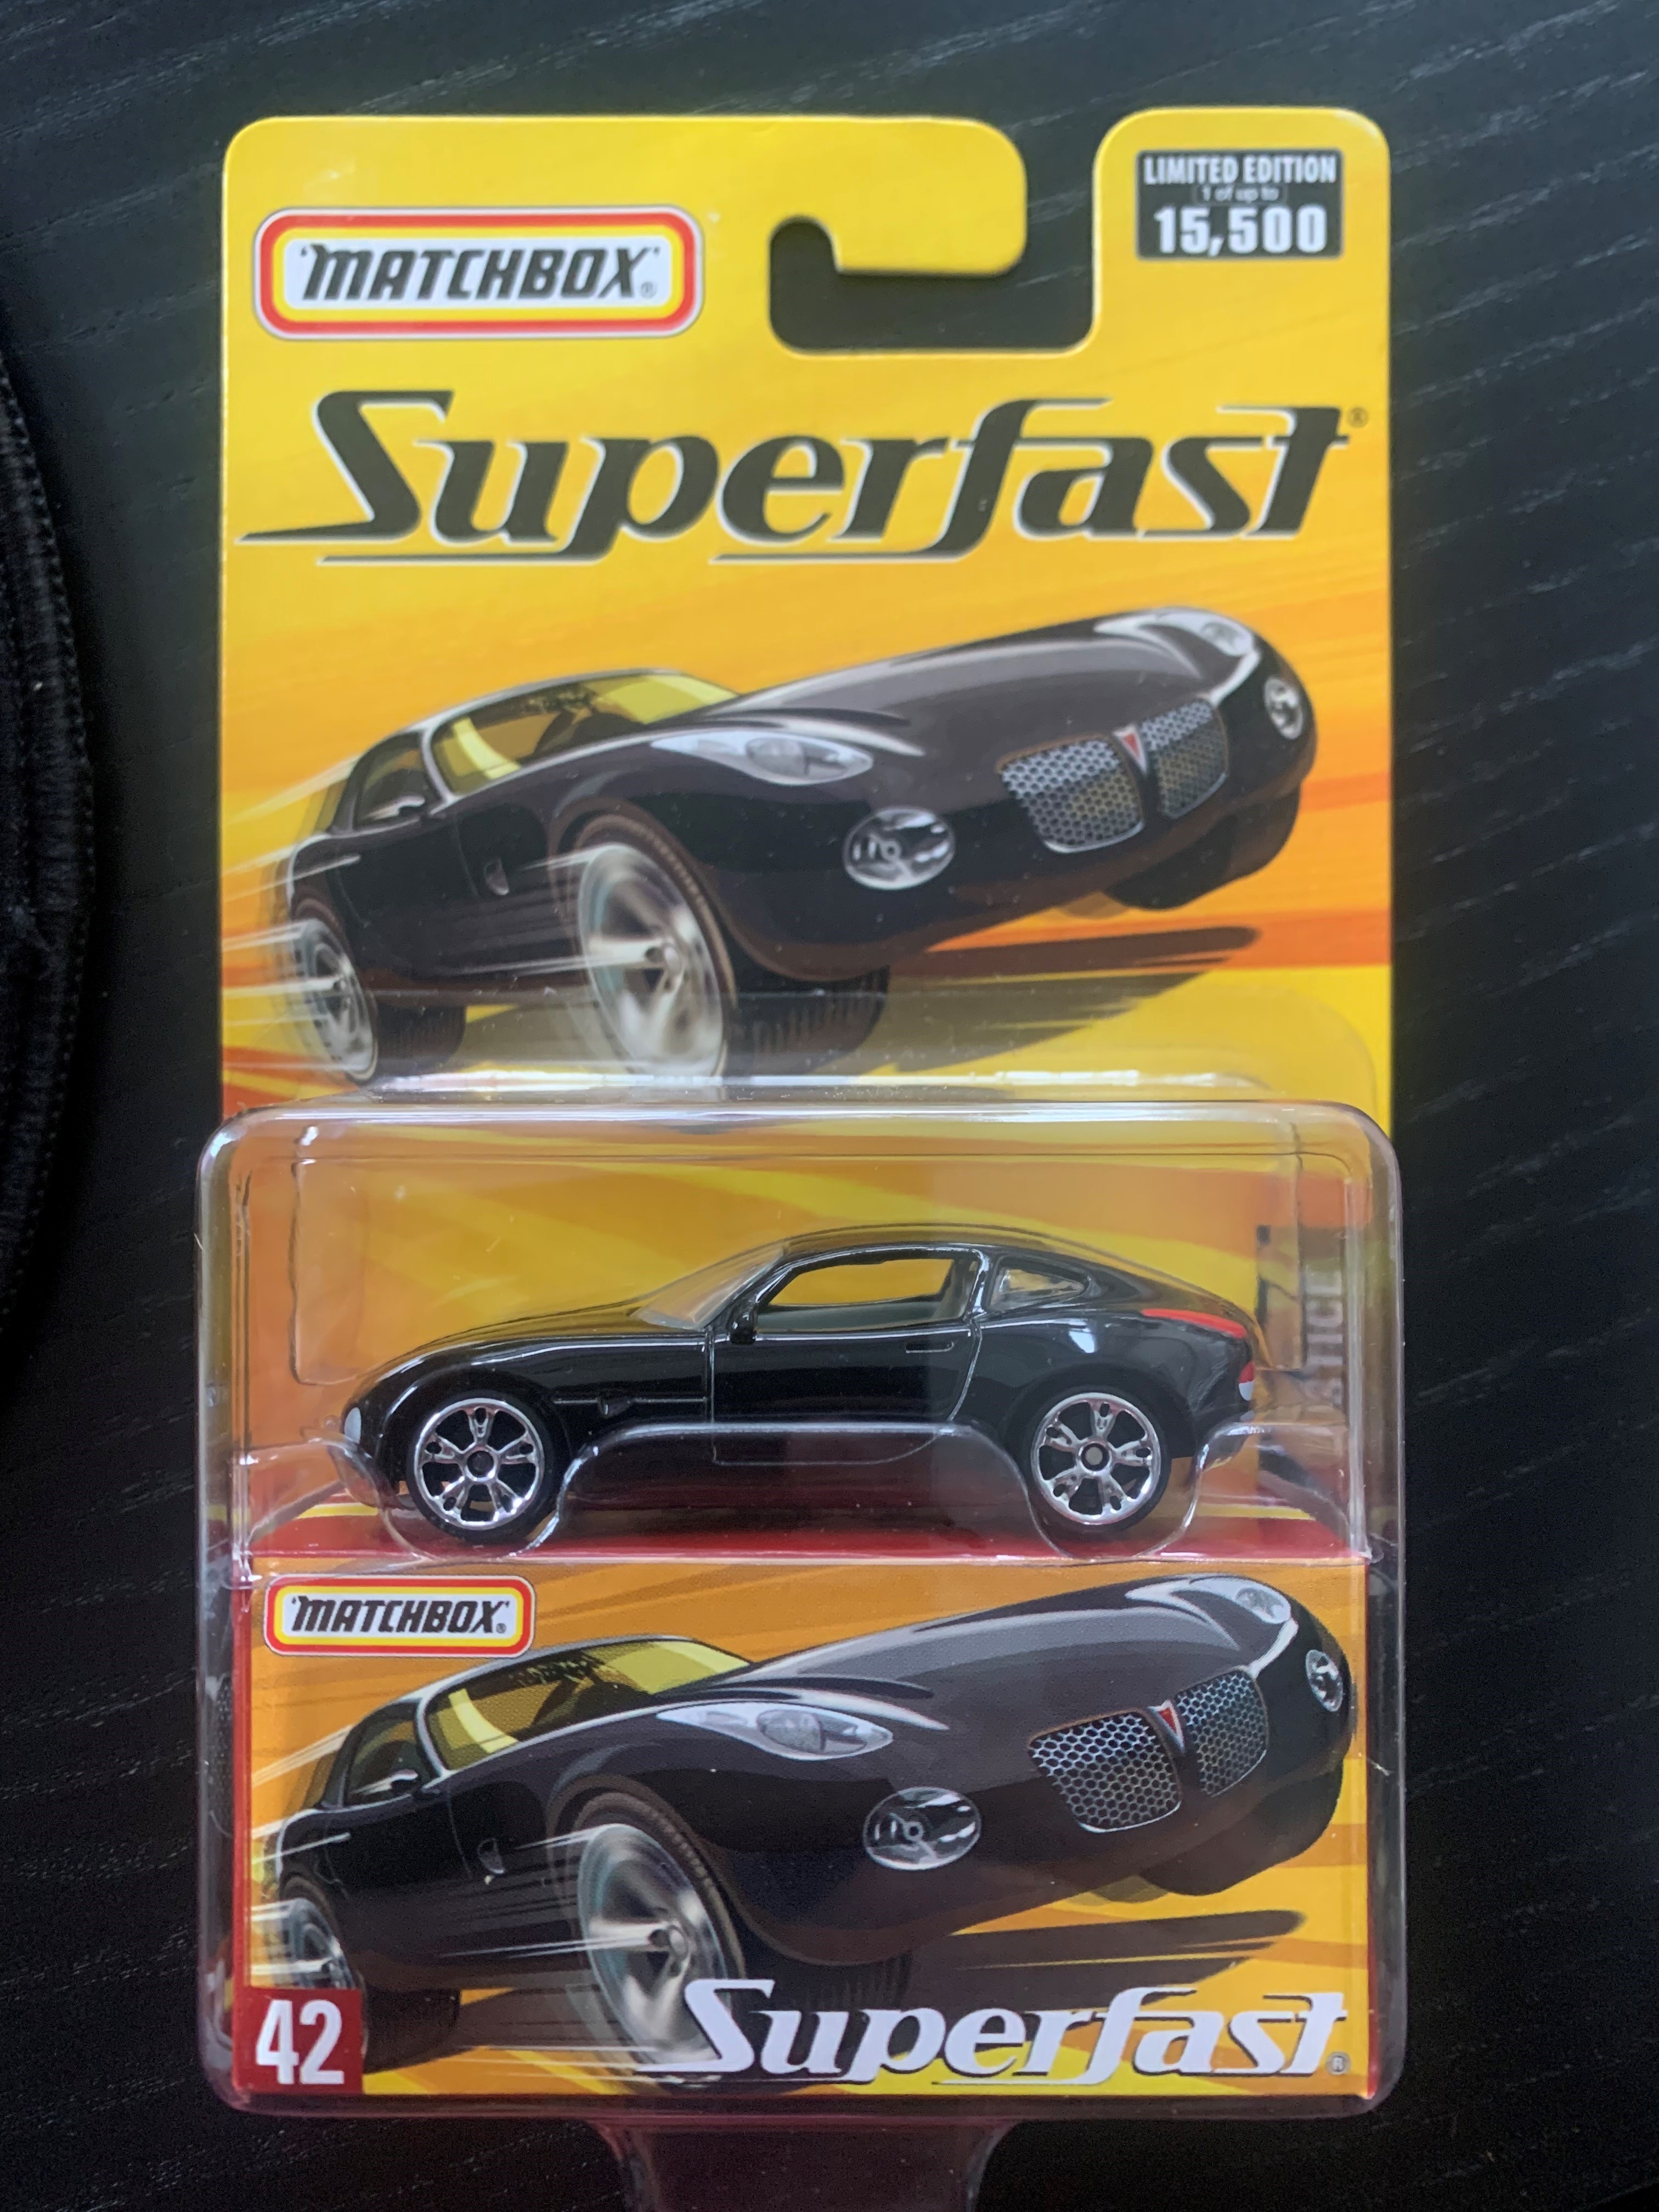 LIMITED EDITION
1 of up to
15,500
'MATCHBOX'®
Superfast®
'MATCHBOX'®
42
Superfast®